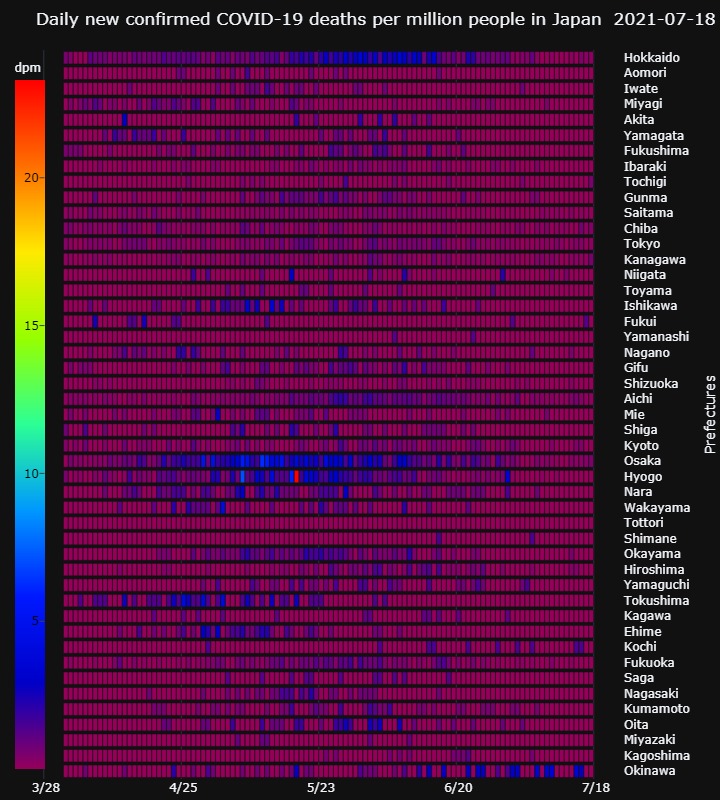 Daily new confirmed COVID-19 deaths per million people in Japan 2021-07-18
dpm
20
15
10
5
Hokkaido
Aomori
Iwate
Miyagi
Akita
Yamagata
Fukushima
Ibaraki
Tochigi
Gunma
Saitama
Chiba
Tokyo
Kanagawa
Niigata
Toyama
Ishikawa
Fukui
Yamanashi
Nagano
Gifu
Shizuoka
Aichi
Mie
Shiga
Kyoto
Osaka
Hyogo
Nara
Wakayama
Tottori
Shimane
Okayama
Hiroshima
Yamaguchi
Tokushima
Kagawa
Ehime
Kochi
Fukuoka
Saga
Nagasaki
Kumamoto
Oita
Miyazaki
Kagoshima
Okinawa
Prefectures
3/28 4/25 5/23 6/20 7/18